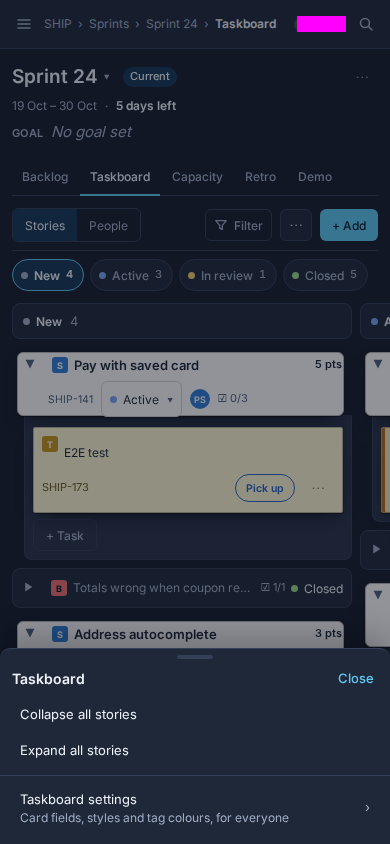 SHIP › Sprints › Sprint 24 › Taskboard
Sprint 24 ▾ Current ...
19 Oct – 30 Oct · 5 days left
GOAL No goal set
Backlog Taskboard Capacity Retro Demo
Stories People Filter ... + Add
New 4 Active 3 In review 1 Closed 5
New 4
Pay with saved card 5 pts
SHIP-141 Active ▾ PS ☑ 0/3
T E2E test
SHIP-173 Pick up ...
+ Task
B Totals wrong when coupon re... ☑ 1/1 Closed
S Address autocomplete 3 pts
Taskboard Close
Collapse all stories
Expand all stories
Taskboard settings ›
Card fields, styles and tag colours, for everyone